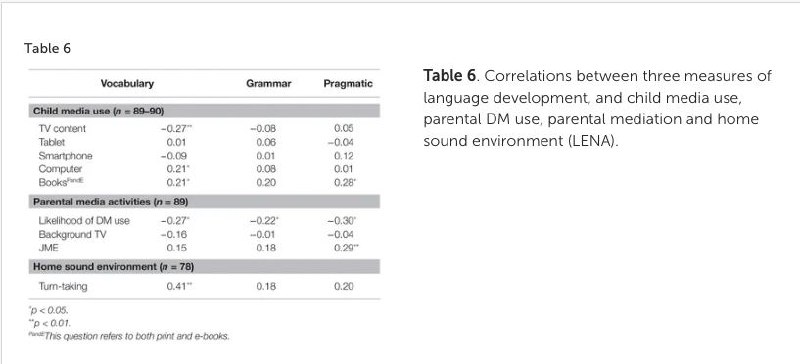 Table 6
Vocabulary Grammar Pragmatic
Child media use (n = 89–90)
TV content −0.27** −0.08 0.05
Tablet 0.01 0.06 −0.04
Smartphone −0.09 0.01 0.12
Computer 0.21* 0.08 0.01
Books PandE 0.21* 0.20 0.28*
Parental media activities (n = 89)
Likelihood of DM use −0.27* −0.22* −0.30*
Background TV −0.16 −0.01 −0.04
JME 0.15 0.18 0.29**
Home sound environment (n = 78)
Turn-taking 0.41** 0.18 0.20
*p < 0.05.
**p < 0.01.
PandE This question refers to both print and e-books.
Table 6. Correlations between three measures of
language development, and child media use,
parental DM use, parental mediation and home
sound environment (LENA).